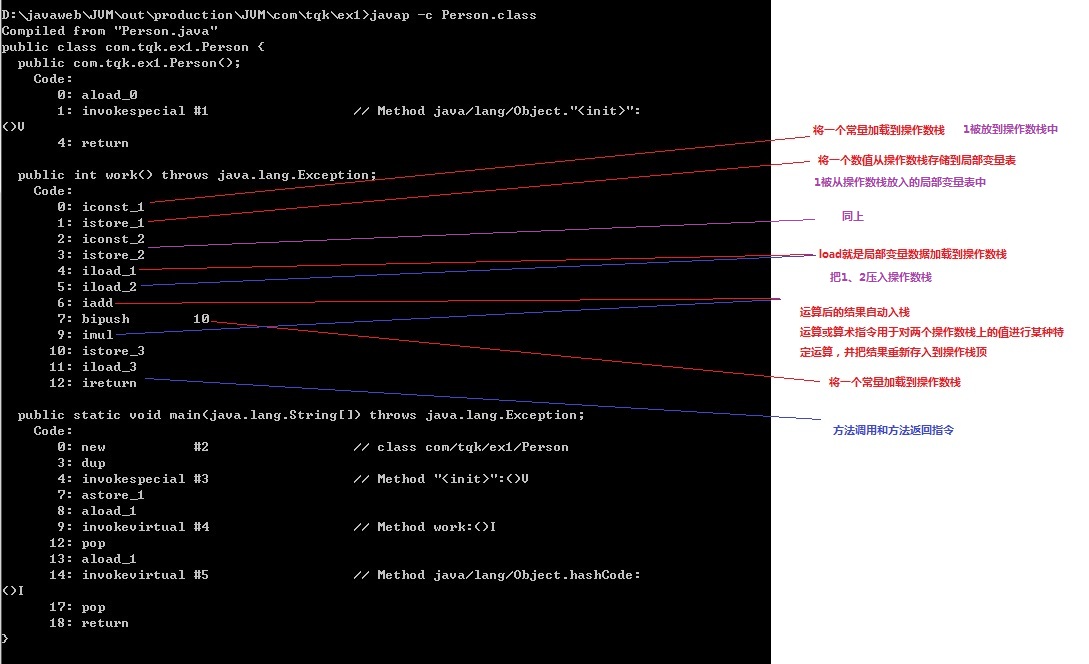 D:\javaweb\JVM\out\production\JVM\com\tqk\ex1>javap -c Person.class
Compiled from "Person.java"
public class com.tqk.ex1.Person {
  public com.tqk.ex1.Person();
    Code:
       0: aload_0
       1: invokespecial #1                  // Method java/lang/Object."<init>":
()V
       4: return

  public int work() throws java.lang.Exception;
    Code:
       0: iconst_1
       1: istore_1
       2: iconst_2
       3: istore_2
       4: iload_1
       5: iload_2
       6: iadd
       7: bipush        10
       9: imul
      10: istore_3
      11: iload_3
      12: ireturn

  public static void main(java.lang.String[]) throws java.lang.Exception;
    Code:
       0: new           #2                  // class com/tqk/ex1/Person
       3: dup
       4: invokespecial #3                  // Method "<init>":()V
       7: astore_1
       8: aload_1
       9: invokevirtual #4                  // Method work:()I
      12: pop
      13: aload_1
      14: invokevirtual #5                  // Method java/lang/Object.hashCode:
()I
      17: pop
      18: return
}
将一个常量加载到操作数栈 1被放到操作数栈中
将一个数值从操作数栈存储到局部变量表
1被从操作数栈放入的局部变量表中
同上
load就是局部变量数据加载到操作数栈
把1、2压入操作数栈
运算后的结果自动入栈
运算或算术指令用于对两个操作数栈上的值进行某种特
定运算，并把结果重新存入到操作栈顶
将一个常量加载到操作数栈
方法调用和方法返回指令